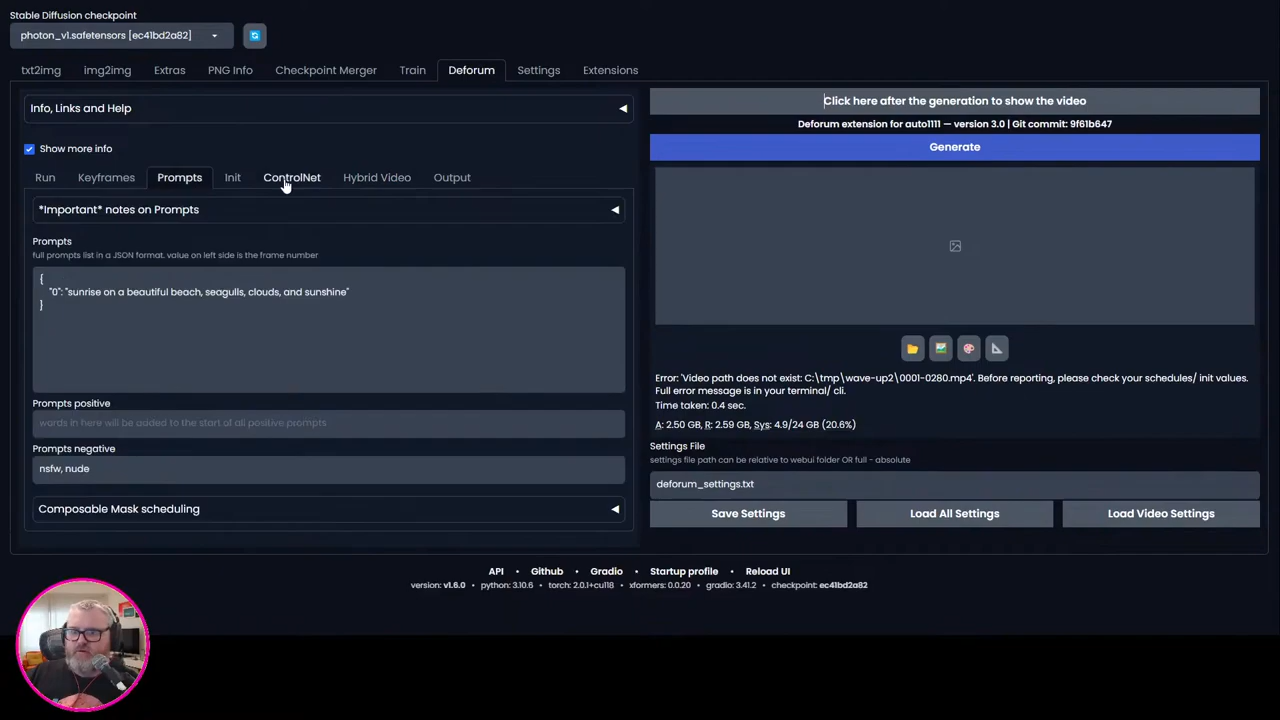 Stable Diffusion checkpoint
photon_v1.safetensors [ec41bd2a82]
txt2img img2img Extras PNG Info Checkpoint Merger Train Deforum Settings Extensions
Info, Links and Help
Show more info
Run Keyframes Prompts Init ControlNet Hybrid Video Output
*Important* notes on Prompts
Prompts
full prompts list in a JSON format. value on left side is the frame number
{
"0": "sunrise on a beautiful beach, seagulls, clouds, and sunshine"
}
Prompts positive
words in here will be added to the start of all positive prompts
Prompts negative
nsfw, nude
Composable Mask scheduling
Click here after the generation to show the video
Deforum extension for auto1111 — version 3.0 | Git commit: 9f61b647
Generate
Error: 'Video path does not exist: C:\tmp\wave-up2\0001-0280.mp4'. Before reporting, please check your schedules/ init values.
Full error message is in your terminal/ cli.
Time taken: 0.4 sec.
A: 2.50 GB, R: 2.59 GB, Sys: 4.9/24 GB (20.6%)
Settings File
settings file path can be relative to webui folder OR full - absolute
deforum_settings.txt
Save Settings Load All Settings Load Video Settings
API • Github • Gradio • Startup profile • Reload UI
version: v1.6.0 • python: 3.10.6 • torch: 2.0.1+cu118 • xformers: 0.0.20 • gradio: 3.41.2 • checkpoint: ec41bd2a82